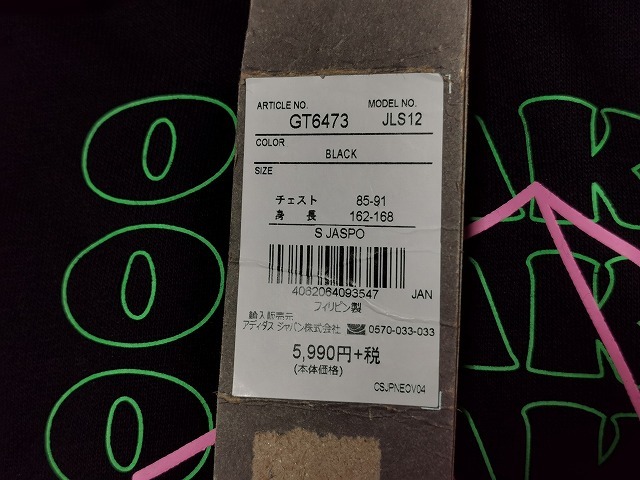 ARTICLE NO. MODEL NO.
GT6473 JLS12
COLOR
BLACK
SIZE
チェスト 85-91
身長 162-168
S JASPO
4062064093547 JAN
フィリピン製
輸入販売元
アディダス ジャパン株式会社 0570-033-033
5,990円+税
(本体価格)
CSJPNEOV04